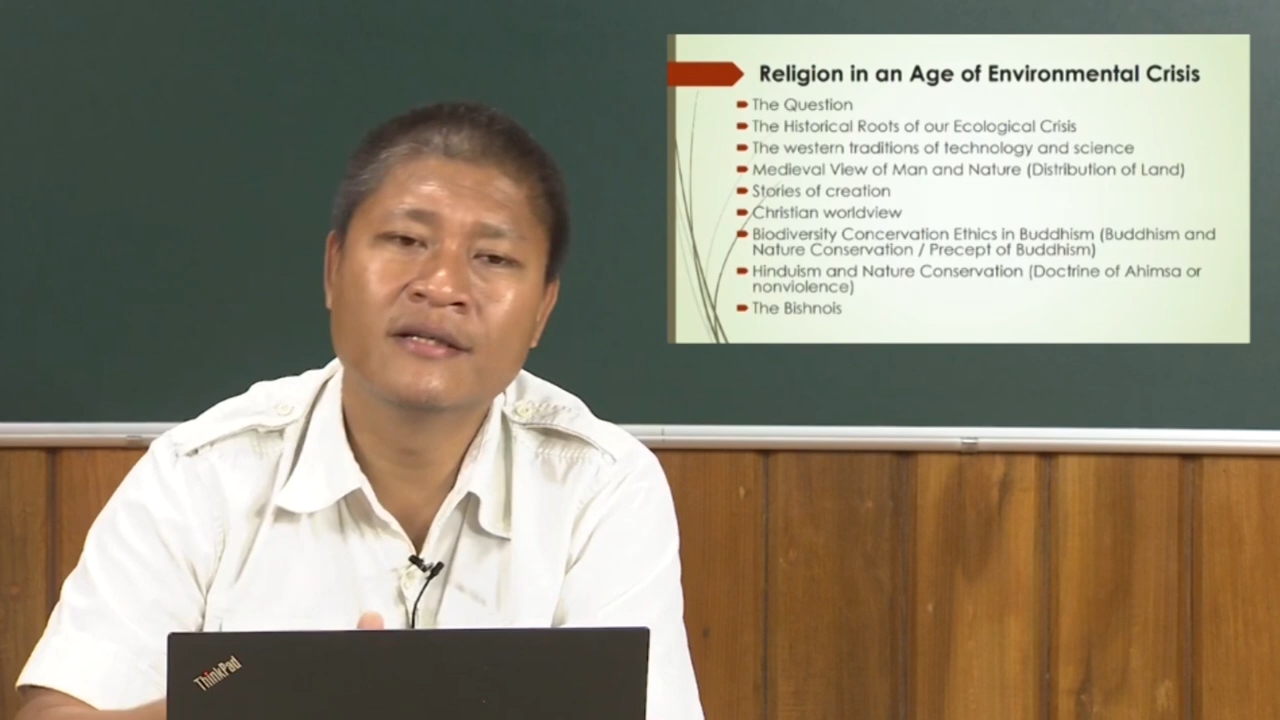 Religion in an Age of Environmental Crisis
The Question
The Historical Roots of our Ecological Crisis
The western traditions of technology and science
Medieval View of Man and Nature (Distribution of Land)
Stories of creation
Christian worldview
Biodiversity Concervation Ethics in Buddhism (Buddhism and
Nature Conservation / Precept of Buddhism)
Hinduism and Nature Conservation (Doctrine of Ahimsa or
nonviolence)
The Bishnois
ThinkPad